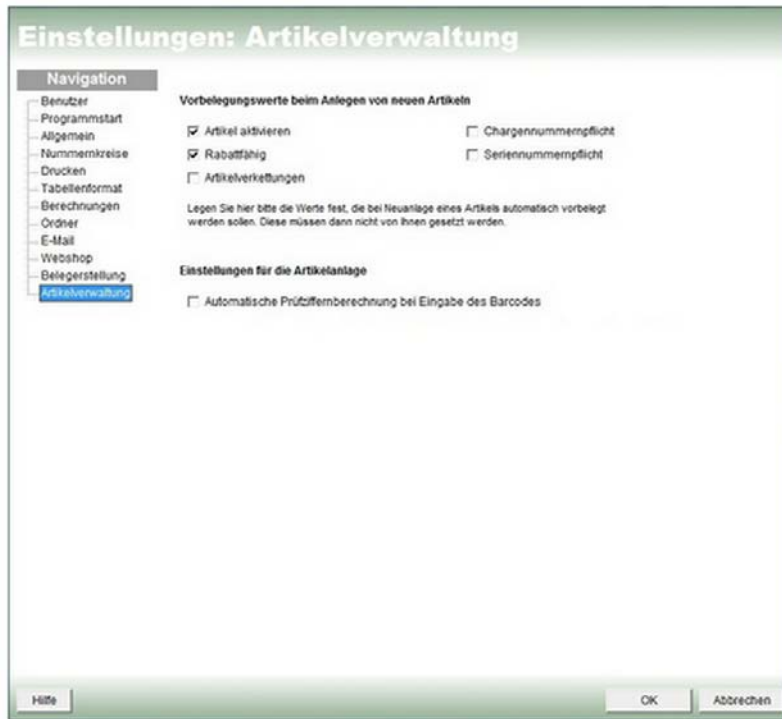 Einstellungen: Artikelverwaltung
Navigation
Benutzer
Programmstart
Allgemein
Nummernkreise
Drucken
Tabellenformat
Berechnungen
Ordner
E-Mail
Webshop
Belegerstellung
Artikelverwaltung
Vorbelegungswerte beim Anlegen von neuen Artikeln
Artikel aktivieren
Chargennummernpflicht
Rabattfähig
Seriennummernpflicht
Artikelverkettungen
Legen Sie hier bitte die Werte fest, die bei Neuanlage eines Artikels automatisch vorbelegt
werden sollen. Diese müssen dann nicht von Ihnen gesetzt werden.
Einstellungen für die Artikelanlage
Automatische Prüfziffernberechnung bei Eingabe des Barcodes
Hilfe
OK
Abbrechen